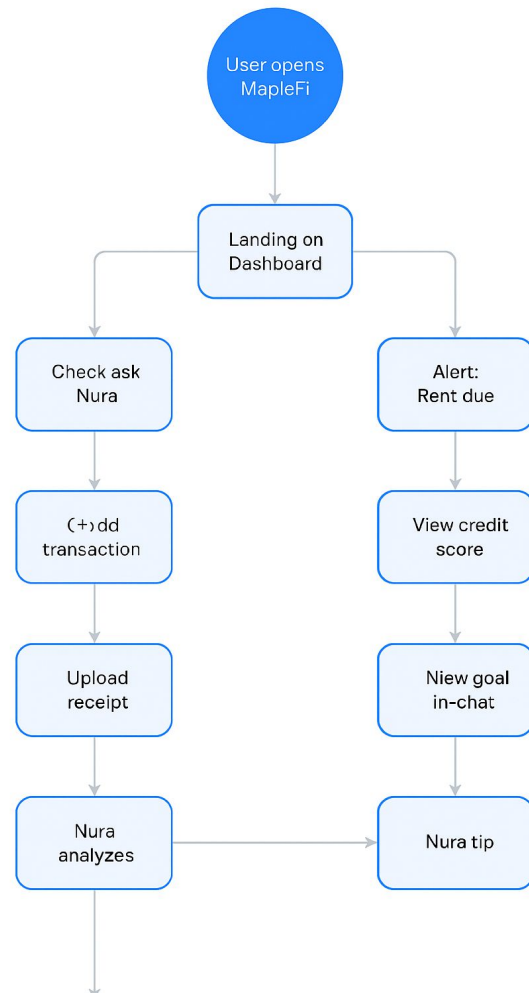 User opens
MapleFi
Landing on
Dashboard
Check ask
Nura
Alert:
Rent due
(+)dd
transaction
View credit
score
Upload
receipt
Niew goal
in-chat
Nura
analyzes
Nura tip